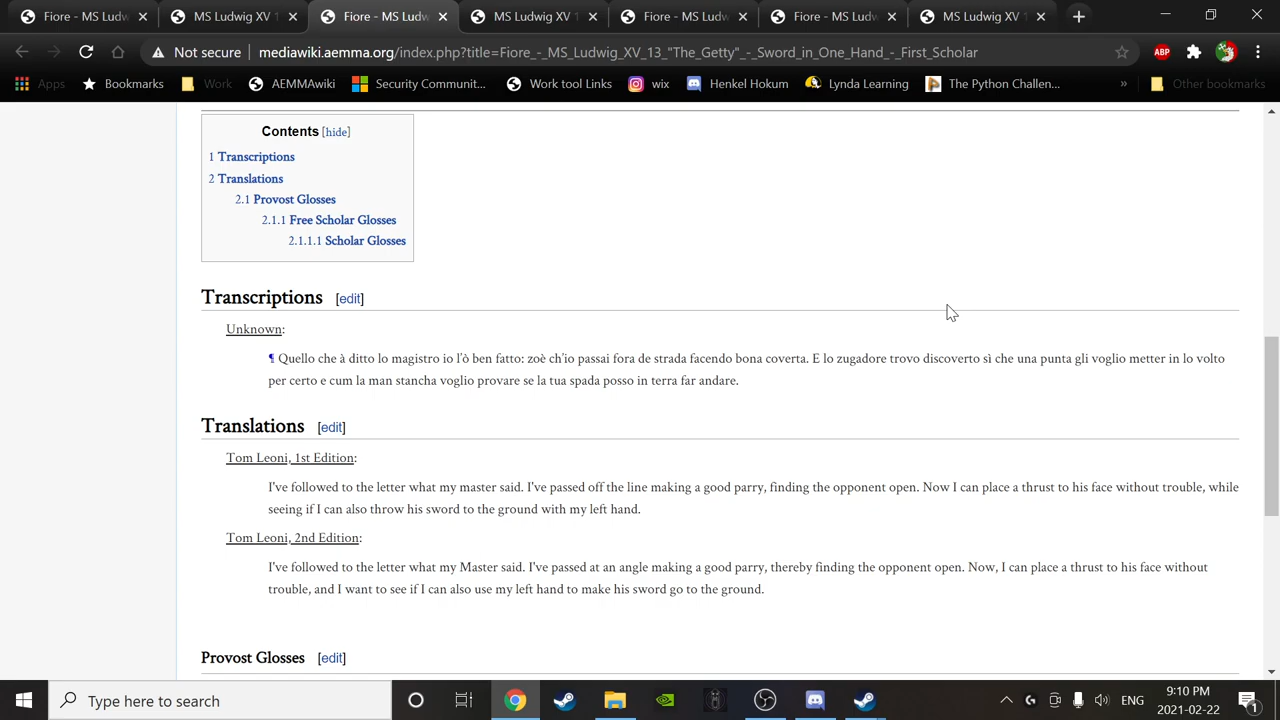 Fiore - MS Ludw
MS Ludwig XV 1
Fiore - MS Ludw
MS Ludwig XV 1
Fiore - MS Ludw
Fiore - MS Ludw
MS Ludwig XV 1
Not secure mediawiki.aemma.org/index.php?title=Fiore_-_MS_Ludwig_XV_13_"The_Getty"_-_Sword_in_One_Hand_-_First_Scholar
ABP
Apps Bookmarks Work AEMMAwiki Security Communit... Work tool Links wix Henkel Hokum Lynda Learning The Python Challen... » Other bookmarks
Contents [hide]
1 Transcriptions
2 Translations
2.1 Provost Glosses
2.1.1 Free Scholar Glosses
2.1.1.1 Scholar Glosses
Transcriptions [edit]
Unknown:
¶ Quello che à ditto lo magistro io l'ò ben fatto: zoè ch'io passai fora de strada facendo bona coverta. E lo zugadore trovo discoverto sì che una punta gli voglio metter in lo volto
per certo e cum la man stancha voglio provare se la tua spada posso in terra far andare.
Translations [edit]
Tom Leoni, 1st Edition:
I've followed to the letter what my master said. I've passed off the line making a good parry, finding the opponent open. Now I can place a thrust to his face without trouble, while
seeing if I can also throw his sword to the ground with my left hand.
Tom Leoni, 2nd Edition:
I've followed to the letter what my Master said. I've passed at an angle making a good parry, thereby finding the opponent open. Now, I can place a thrust to his face without
trouble, and I want to see if I can also use my left hand to make his sword go to the ground.
Provost Glosses [edit]
Type here to search
ENG
9:10 PM
2021-02-22
1